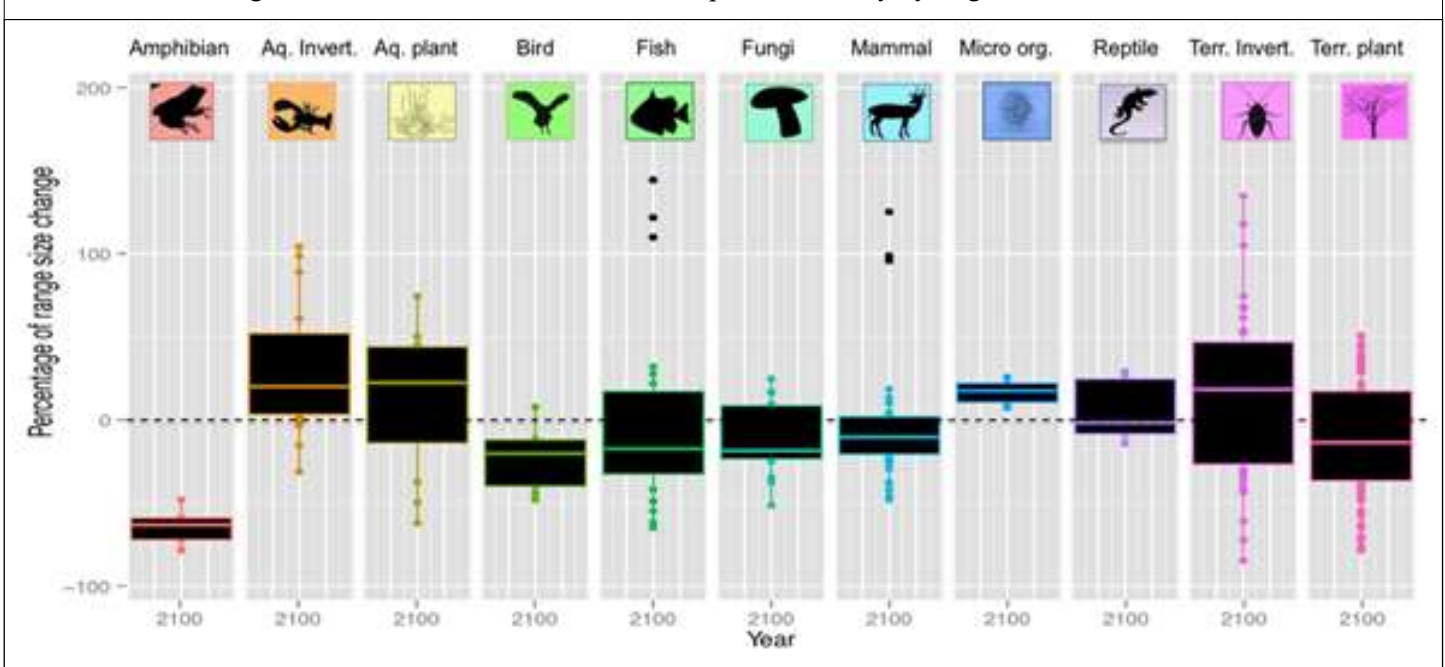 Amphibian Aq. Invert. Aq. plant Bird Fish Fungi Mammal Micro org. Reptile Terr. Invert. Terr. plant
200
100
0
−100
Percentage of range size change
2100 2100 2100 2100 2100 2100 2100 2100 2100 2100 2100
Year